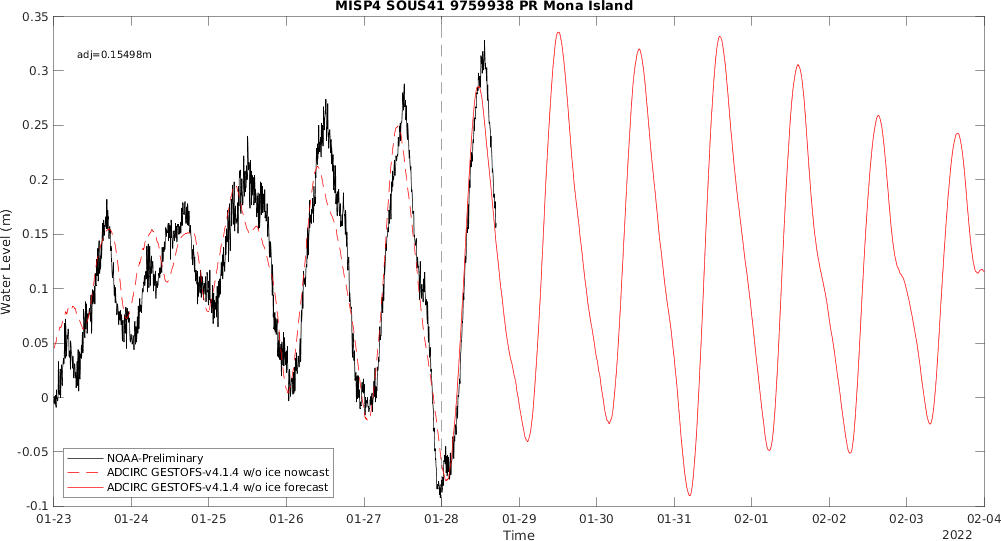 MISP4 SOUS41 9759938 PR Mona Island
adj=0.15498m
0.35
0.3
0.25
0.2
0.15
0.1
0.05
0
-0.05
-0.1
Water Level (m)
NOAA-Preliminary
ADCIRC GESTOFS-v4.1.4 w/o ice nowcast
ADCIRC GESTOFS-v4.1.4 w/o ice forecast
01-23 01-24 01-25 01-26 01-27 01-28 01-29 01-30 01-31 02-01 02-02 02-03 02-04
Time
2022